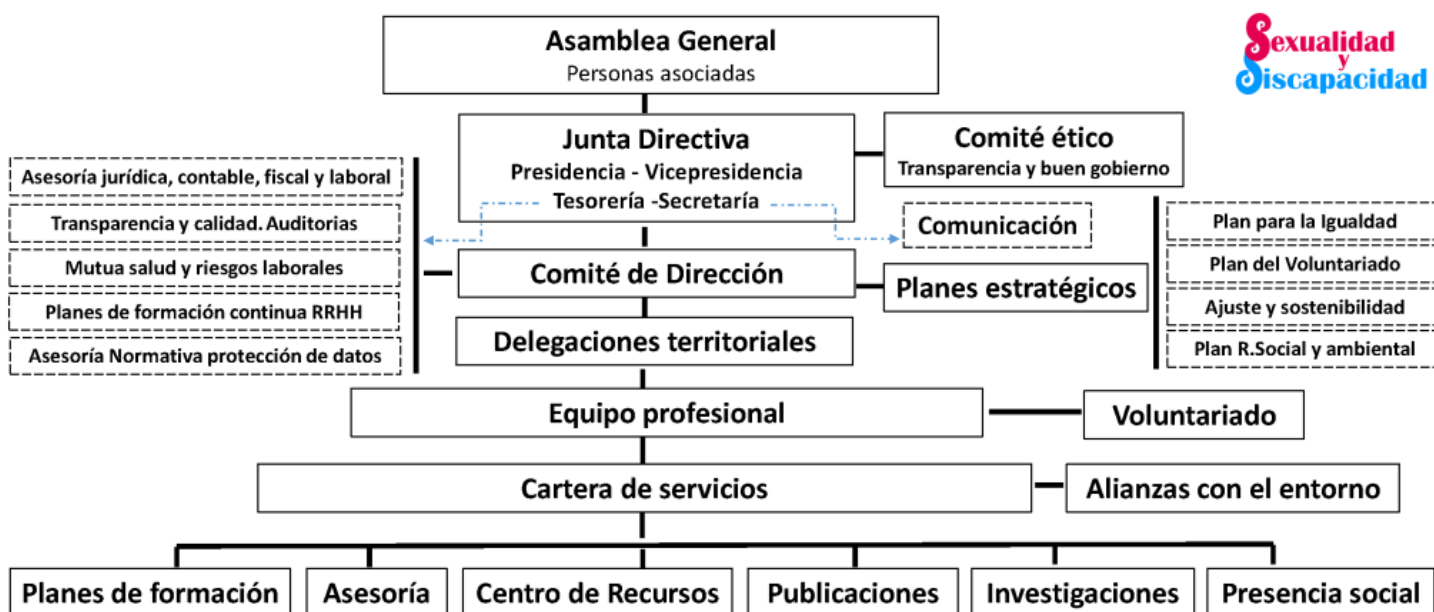 Asamblea General
Personas asociadas
Sexualidad
y
Discapacidad
Junta Directiva
Presidencia - Vicepresidencia
Tesorería -Secretaría
Comité ético
Transparencia y buen gobierno
Asesoría jurídica, contable, fiscal y laboral
Transparencia y calidad. Auditorias
Mutua salud y riesgos laborales
Planes de formación continua RRHH
Asesoría Normativa protección de datos
Comunicación
Comité de Dirección
Planes estratégicos
Plan para la Igualdad
Plan del Voluntariado
Ajuste y sostenibilidad
Plan R.Social y ambiental
Delegaciones territoriales
Equipo profesional
Voluntariado
Cartera de servicios
Alianzas con el entorno
Planes de formación
Asesoría
Centro de Recursos
Publicaciones
Investigaciones
Presencia social